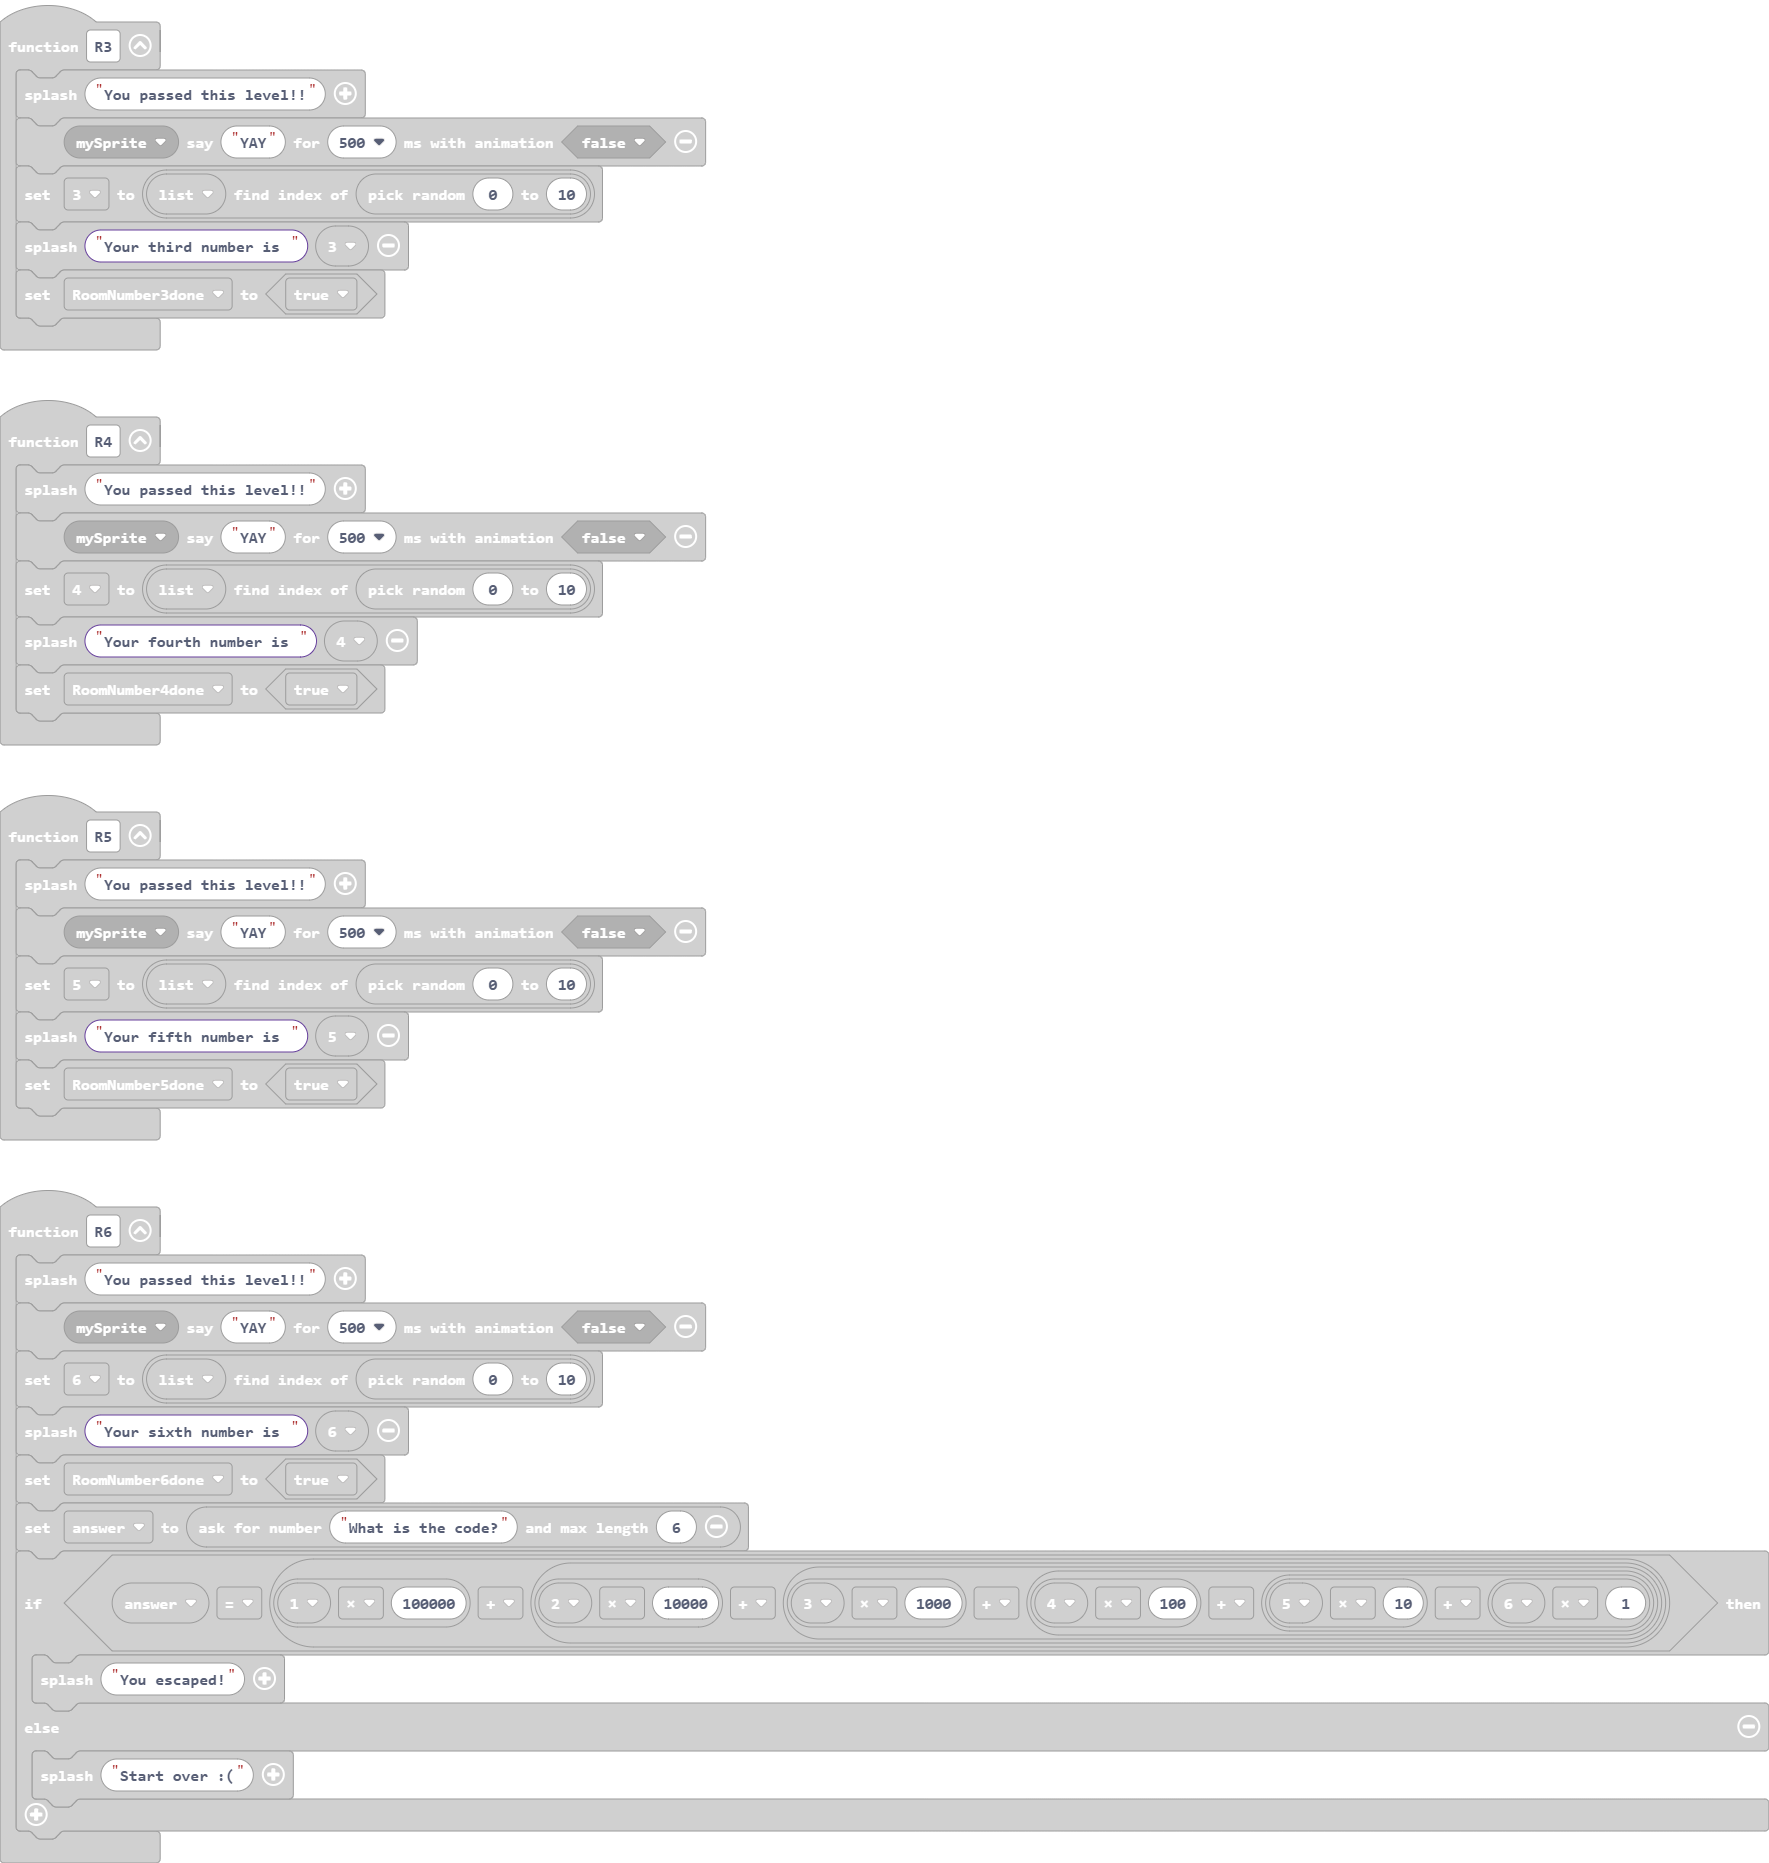 function R3
splash "You passed this level!!"
mySprite say "YAY" for 500 ms with animation false
set 3 to list find index of pick random 0 to 10
splash "Your third number is " 3
set RoomNumber3done to true
function R4
splash "You passed this level!!"
mySprite say "YAY" for 500 ms with animation false
set 4 to list find index of pick random 0 to 10
splash "Your fourth number is " 4
set RoomNumber4done to true
function R5
splash "You passed this level!!"
mySprite say "YAY" for 500 ms with animation false
set 5 to list find index of pick random 0 to 10
splash "Your fifth number is " 5
set RoomNumber5done to true
function R6
splash "You passed this level!!"
mySprite say "YAY" for 500 ms with animation false
set 6 to list find index of pick random 0 to 10
splash "Your sixth number is " 6
set RoomNumber6done to true
set answer to ask for number "What is the code?" and max length 6
if answer = 1 × 100000 + 2 × 10000 + 3 × 1000 + 4 × 100 + 5 × 10 + 6 × 1 then
splash "You escaped!"
else
splash "Start over :("